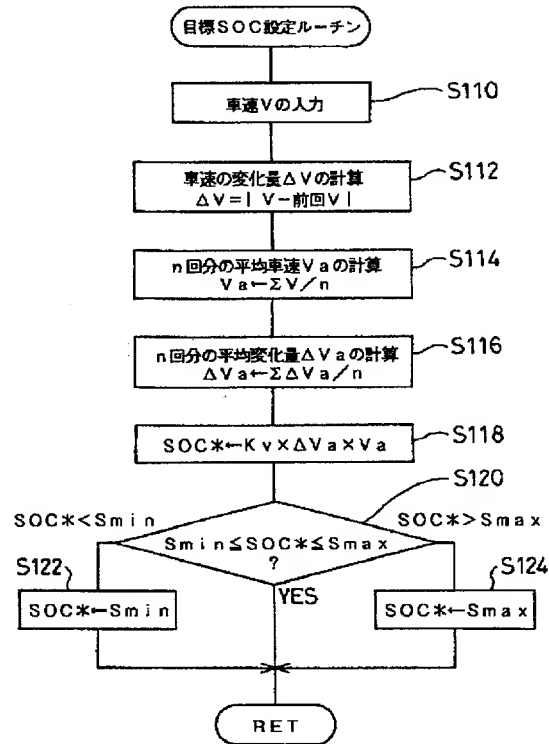 目標SOC設定ルーチン
車速Vの入力
S110
車速の変化量ΔVの計算
ΔV=|V-前回V|
S112
n回分の平均車速Vaの計算
Va←ΣV/n
S114
n回分の平均変化量ΔVaの計算
ΔVa←ΣΔVa/n
S116
SOC*←Kv×ΔVa×Va
S118
S120
SOC*<Smin
SOC*>Smax
Smin≦SOC*≦Smax
?
S122
S124
YES
SOC*←Smin
SOC*←Smax
RET